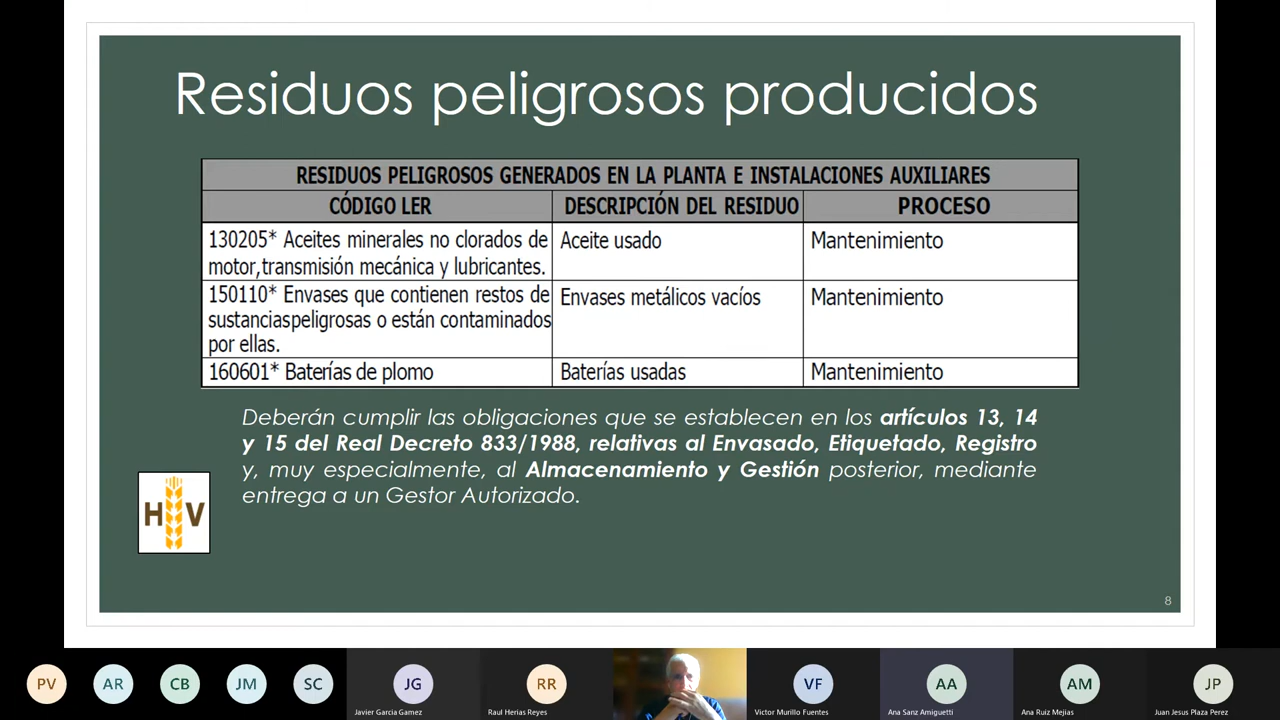 Residuos peligrosos producidos
RESIDUOS PELIGROSOS GENERADOS EN LA PLANTA E INSTALACIONES AUXILIARES
CÓDIGO LER DESCRIPCIÓN DEL RESIDUO PROCESO
130205* Aceites minerales no clorados de Aceite usado Mantenimiento
motor,transmisión mecánica y lubricantes.
150110* Envases que contienen restos de Envases metálicos vacíos Mantenimiento
sustanciaspeligrosas o están contaminados
por ellas.
160601* Baterías de plomo Baterías usadas Mantenimiento
Deberán cumplir las obligaciones que se establecen en los artículos 13, 14
y 15 del Real Decreto 833/1988, relativas al Envasado, Etiquetado, Registro
y, muy especialmente, al Almacenamiento y Gestión posterior, mediante
entrega a un Gestor Autorizado.
H V
8
PV AR CB JM SC JG RR VF AA AM JP
Javier Garcia Gamez Raul Herias Reyes Victor Murillo Fuentes Ana Sanz Amiguetti Ana Ruiz Mejias Juan Jesus Plaza Perez